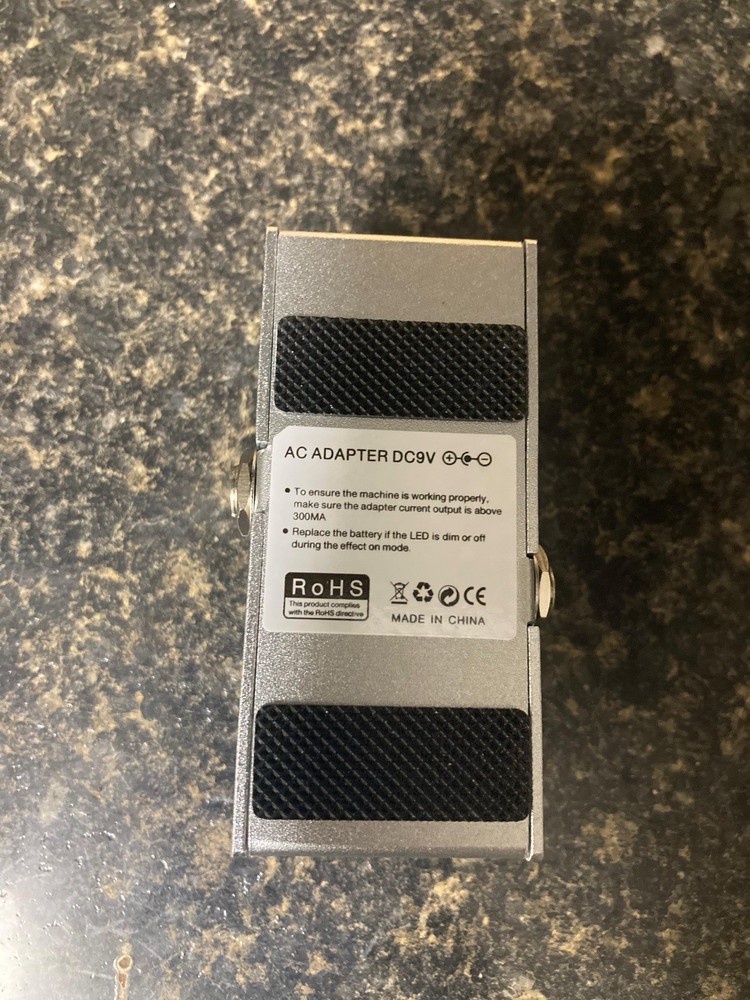 AC ADAPTER DC9V
• To ensure the machine is working properly,
make sure the adapter current output is above
300MA
• Replace the battery if the LED is dim or off
during the effect on mode.
RoHS
This product complies
with the RoHS directive
CE
MADE IN CHINA